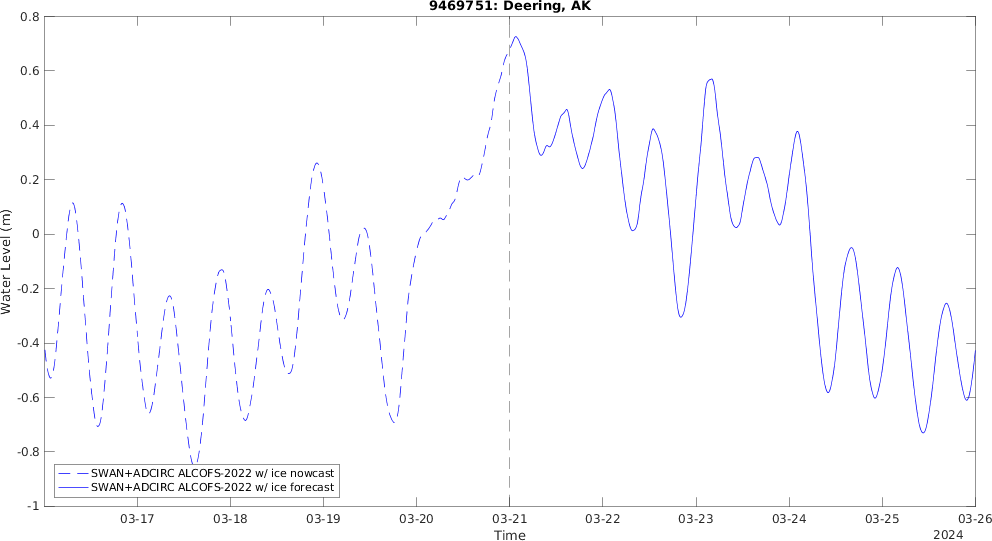 9469751: Deering, AK
0.8
0.6
0.4
0.2
0
-0.2
-0.4
-0.6
-0.8
-1
Water Level (m)
SWAN+ADCIRC ALCOFS-2022 w/ ice nowcast
SWAN+ADCIRC ALCOFS-2022 w/ ice forecast
03-17 03-18 03-19 03-20 03-21 03-22 03-23 03-24 03-25 03-26
Time
2024